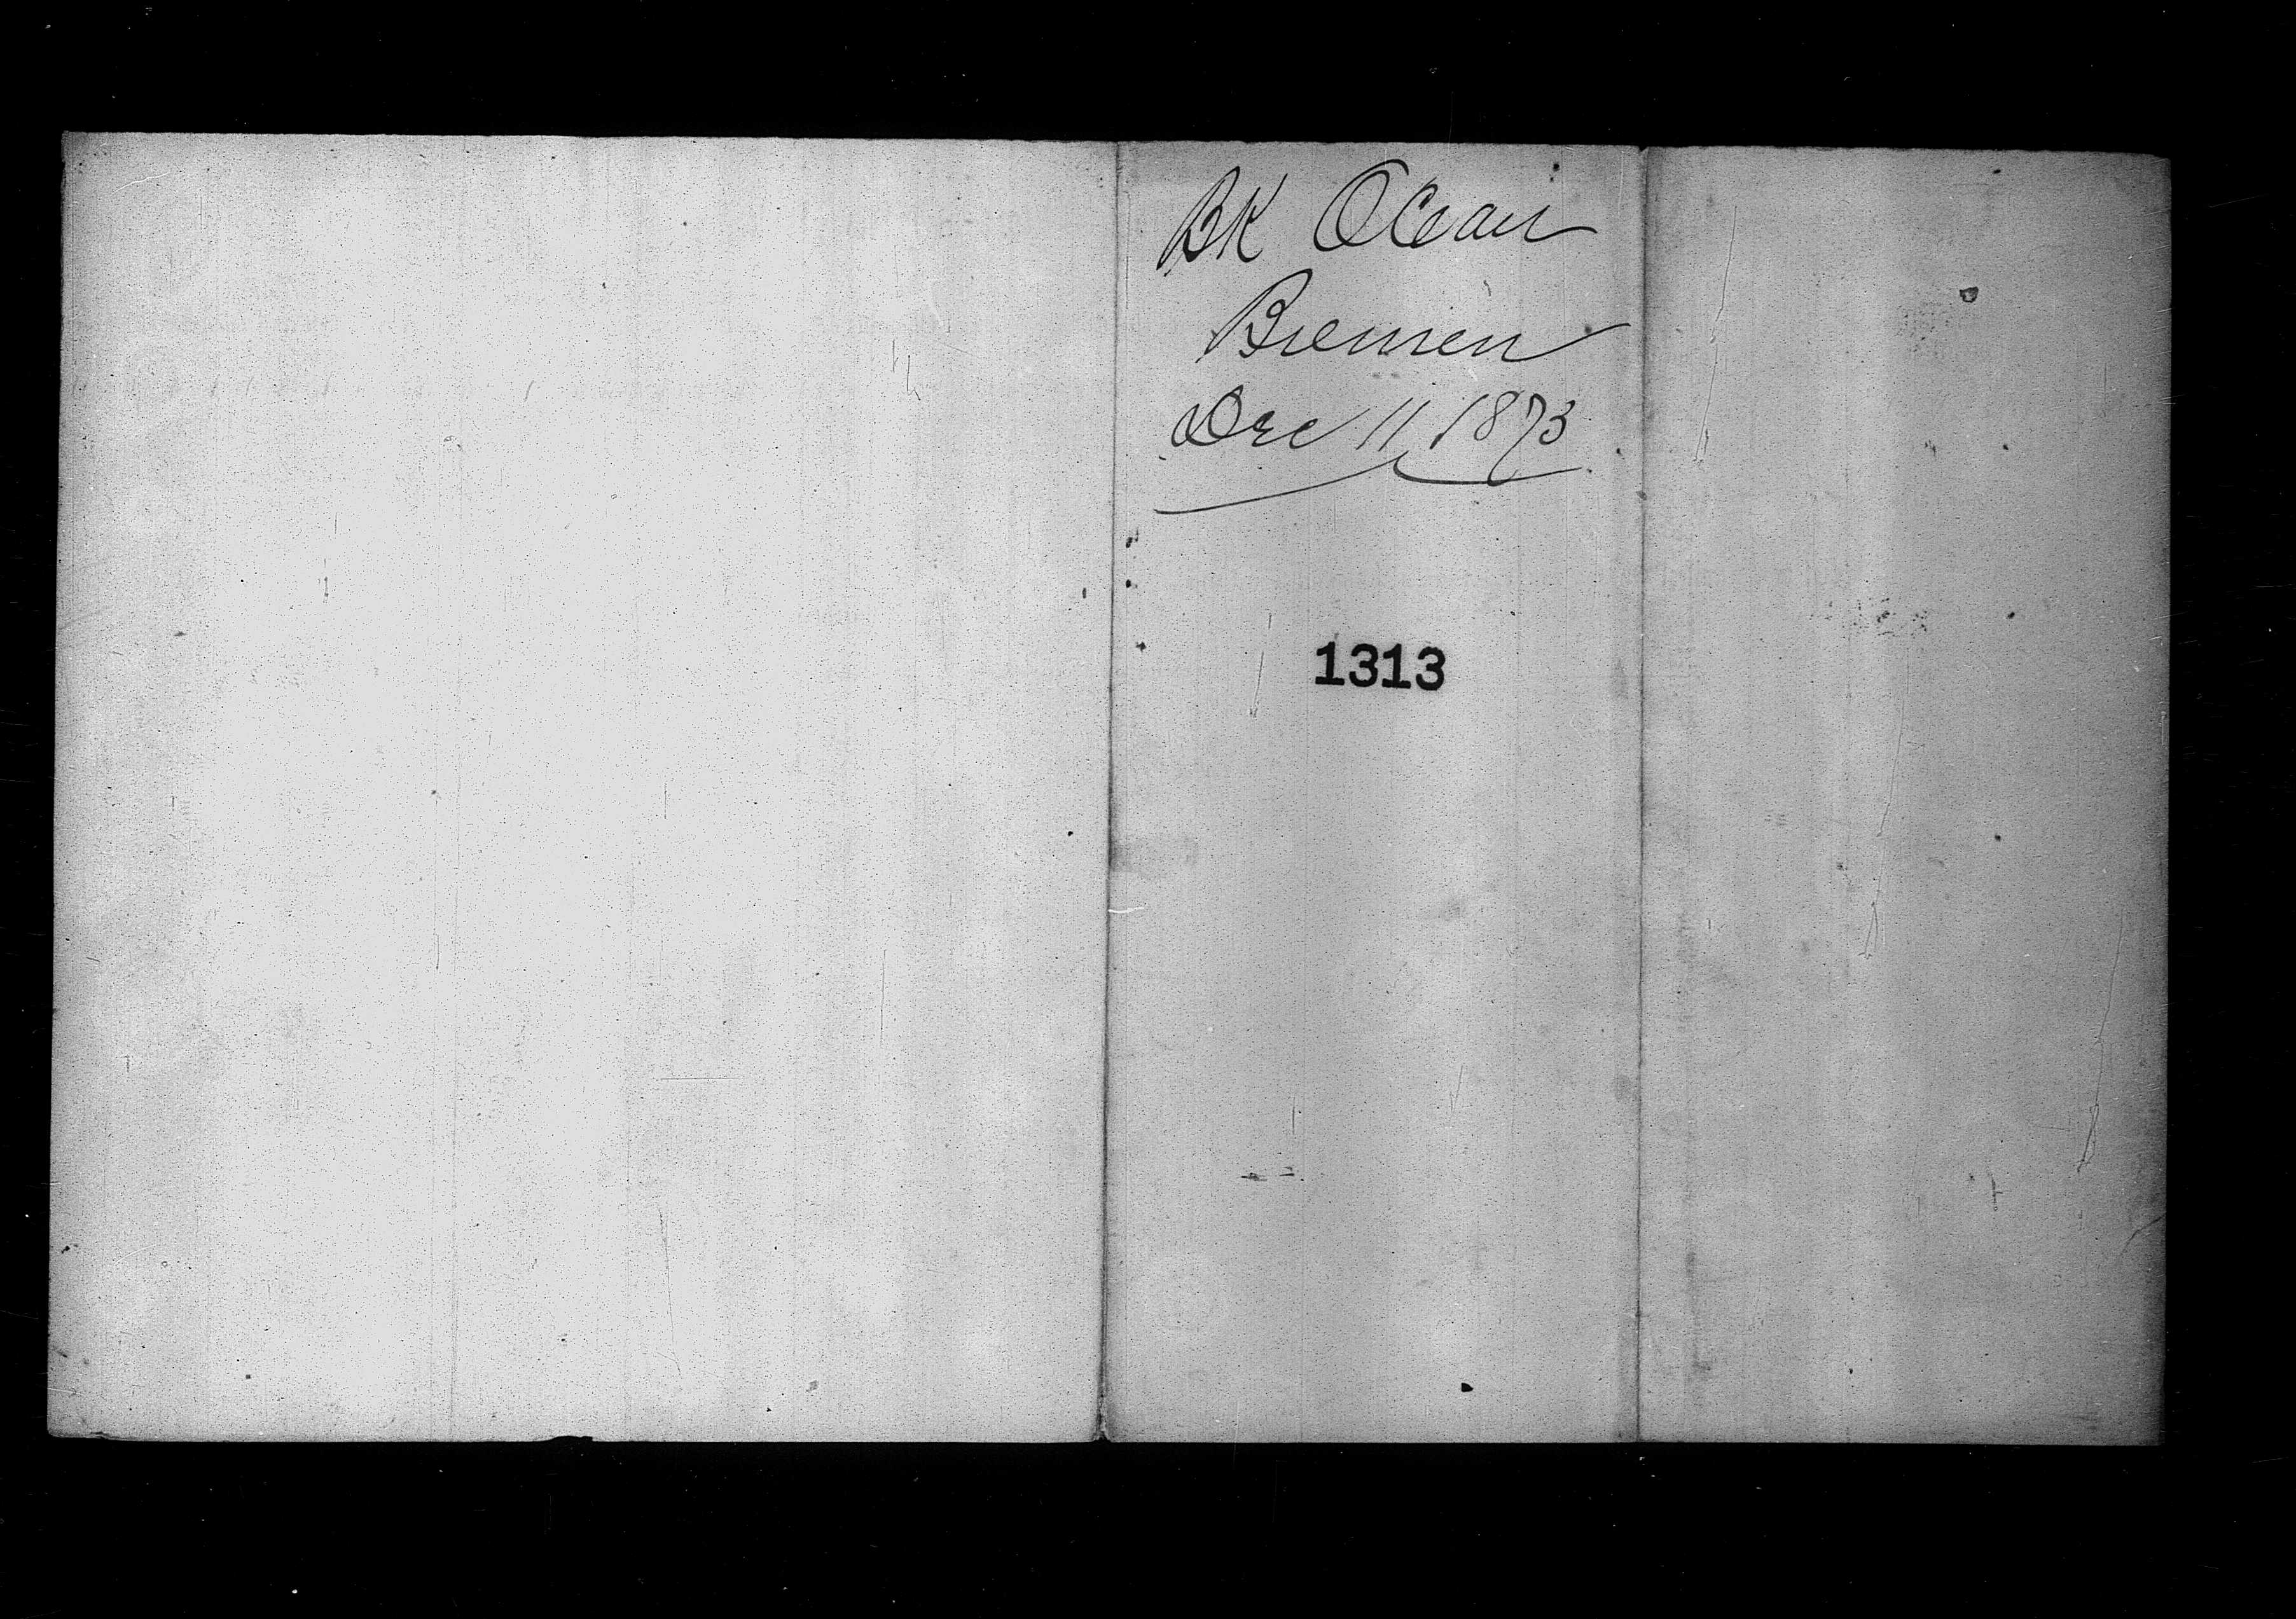 BK Ocean
Bremen
Dec 11, 1873
1313